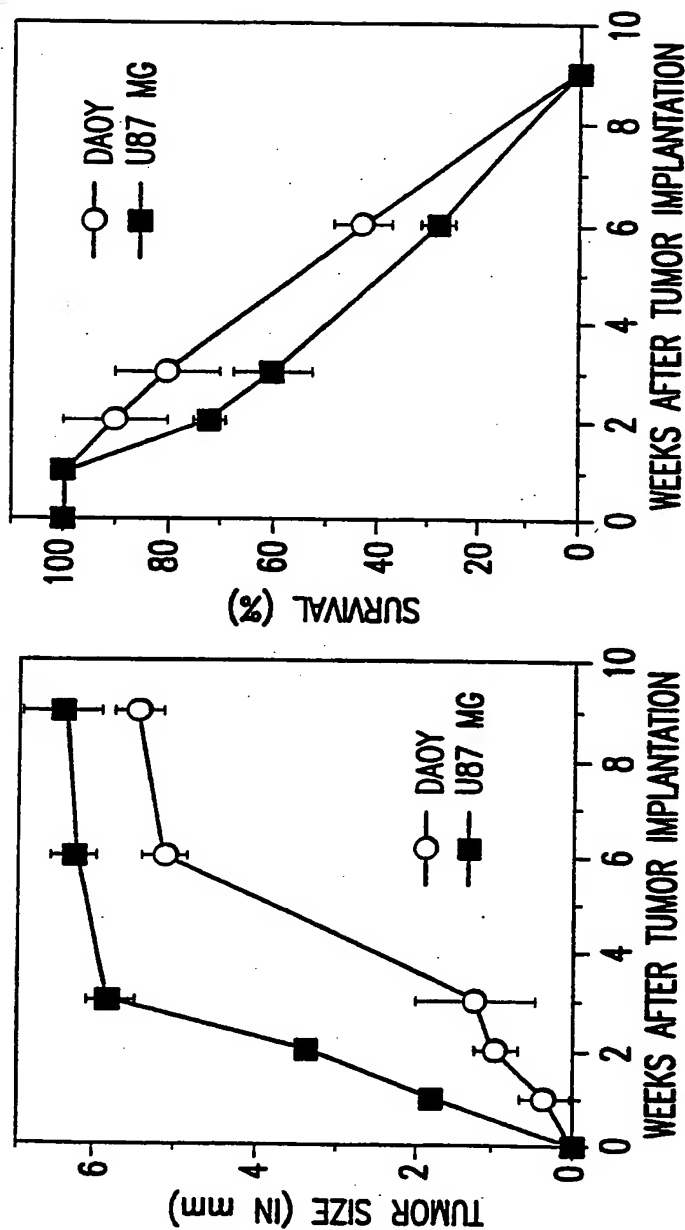 TUMOR SIZE (IN mm)
6
4
2
0
0 2 4 6 8 10
WEEKS AFTER TUMOR IMPLANTATION
DAOY
U87 MG
SURVIVAL (%)
100
80
60
40
20
0
0 2 4 6 8 10
WEEKS AFTER TUMOR IMPLANTATION
DAOY
U87 MG